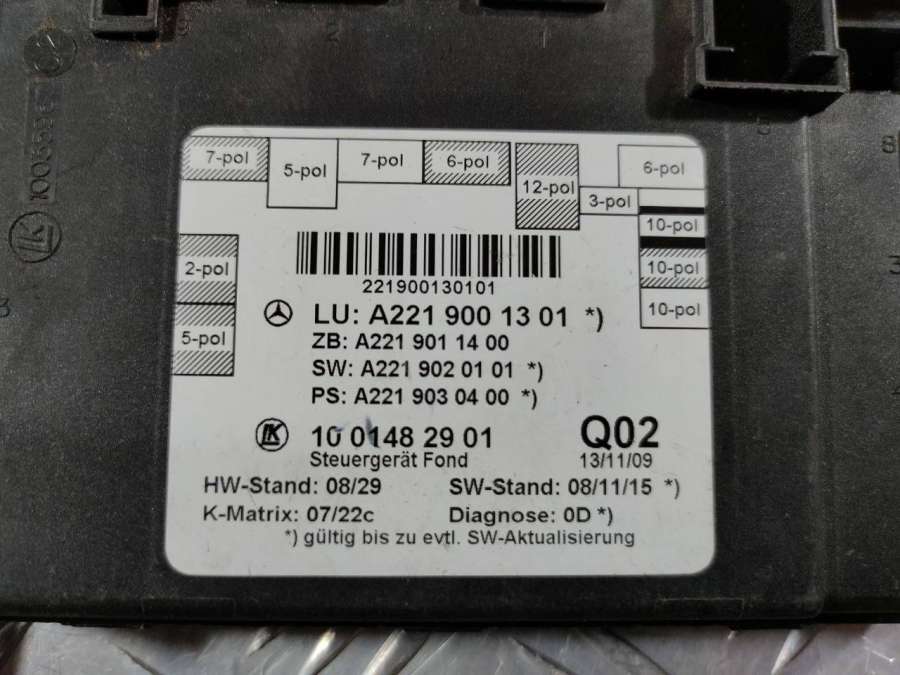 7-pol
5-pol
7-pol
6-pol
12-pol
3-pol
6-pol
10-pol
10-pol
10-pol
2-pol
5-pol
221900130101
LU: A221 900 13 01 *)
ZB: A221 901 14 00
SW: A221 902 01 01 *)
PS: A221 903 04 00 *)
LK 10 0148 29 01
Q02
Steuergerät Fond
13/11/09
HW-Stand: 08/29 SW-Stand: 08/11/15 *)
K-Matrix: 07/22c Diagnose: 0D *)
*) gültig bis zu evtl. SW-Aktualisierung
LK